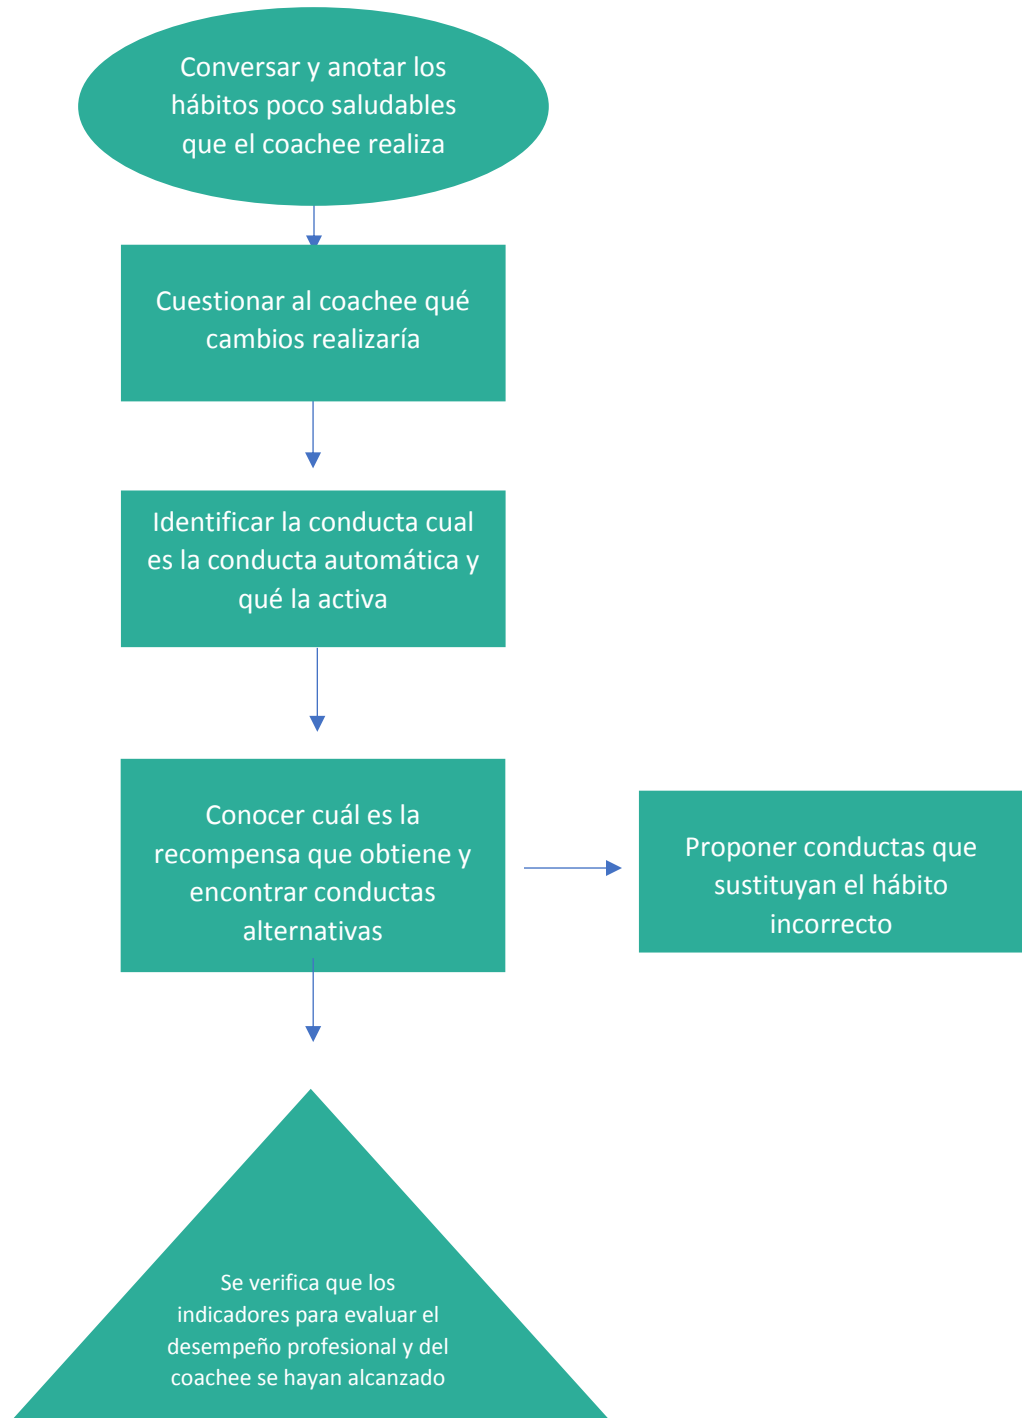 Conversar y anotar los
hábitos poco saludables
que el coachee realiza
Cuestionar al coachee qué
cambios realizaría
Identificar la conducta cual
es la conducta automática y
qué la activa
Conocer cuál es la
recompensa que obtiene y
encontrar conductas
alternativas
Proponer conductas que
sustituyan el hábito
incorrecto
Se verifica que los
indicadores para evaluar el
desempeño profesional y del
coachee se hayan alcanzado